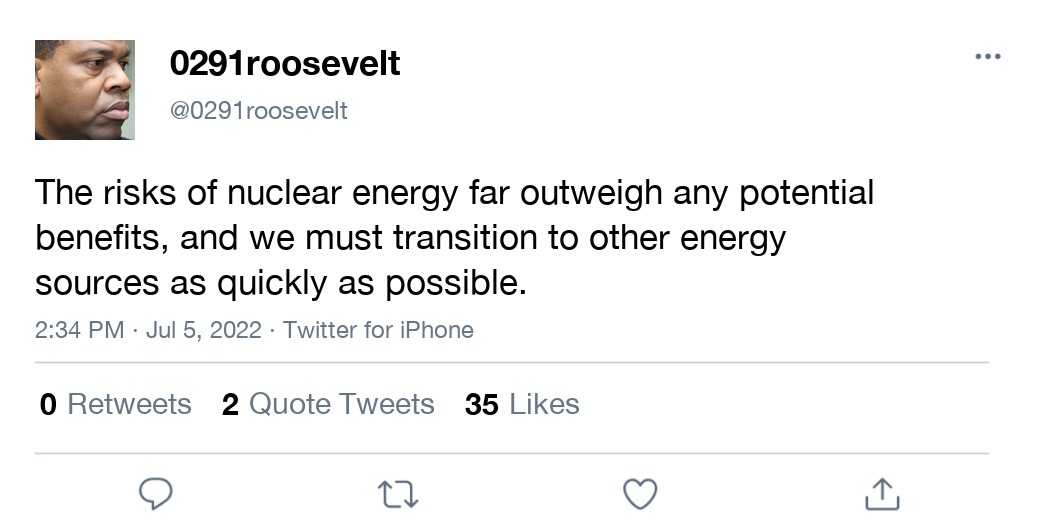 0291roosevelt
@0291roosevelt
The risks of nuclear energy far outweigh any potential
benefits, and we must transition to other energy
sources as quickly as possible.
2:34 PM · Jul 5, 2022 · Twitter for iPhone
0 Retweets 2 Quote Tweets 35 Likes